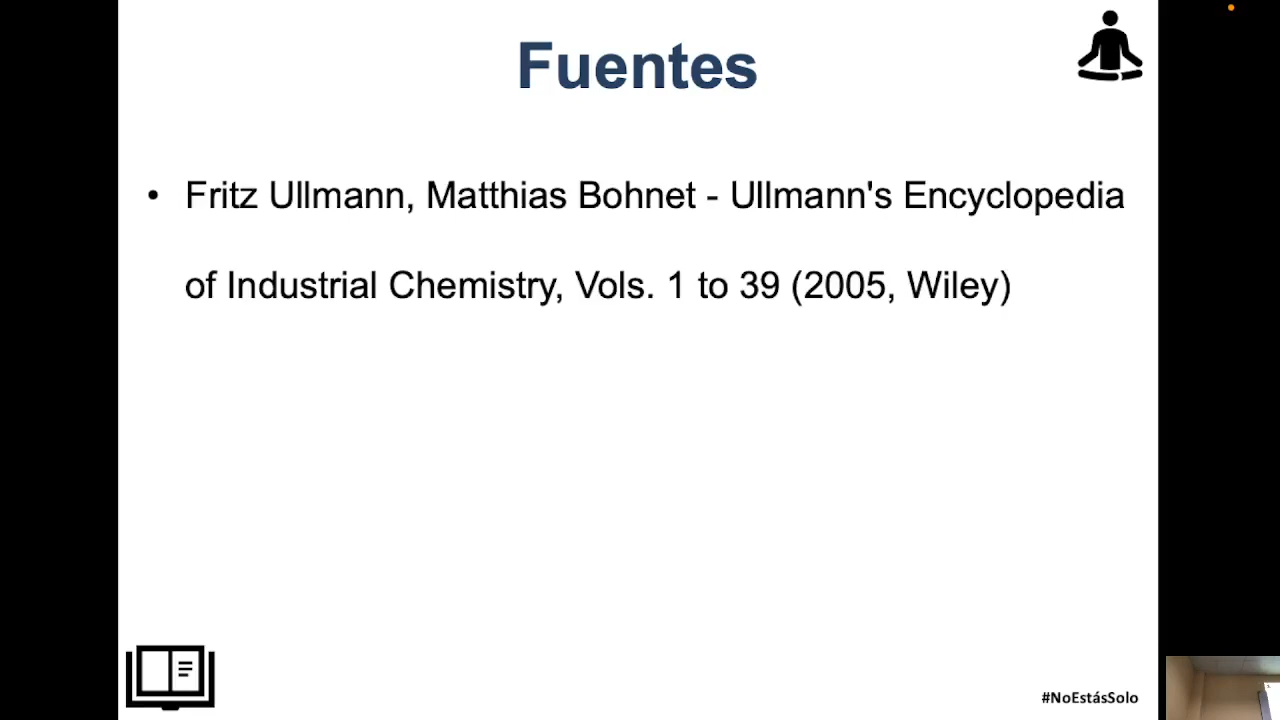 Fuentes
• Fritz Ullmann, Matthias Bohnet - Ullmann's Encyclopedia
of Industrial Chemistry, Vols. 1 to 39 (2005, Wiley)
#NoEstásSolo